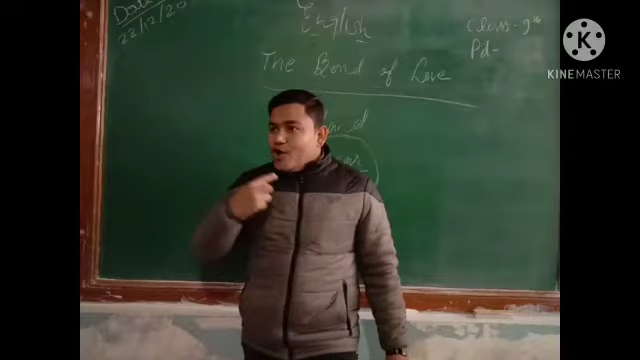 Date
22/12/20
English
Class - 9th
Pd-
The Bond of Love
KINEMASTER